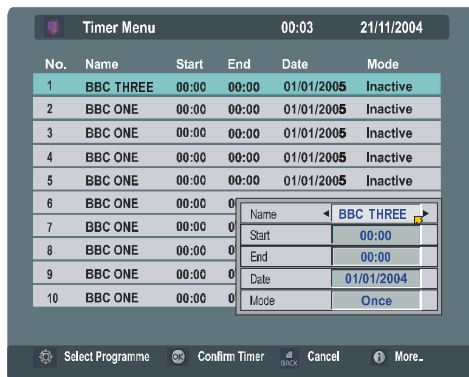 Timer Menu 00:03 21/11/2004
No. Name Start End Date Mode
1 BBC THREE 00:00 00:00 01/01/2005 Inactive
2 BBC ONE 00:00 00:00 01/01/2005 Inactive
3 BBC ONE 00:00 00:00 01/01/2005 Inactive
4 BBC ONE 00:00 00:00 01/01/2005 Inactive
5 BBC ONE 00:00 00:00 01/01/2005 Inactive
6 BBC ONE 00:00 0
7 BBC ONE 00:00 0
8 BBC ONE 00:00 0
9 BBC ONE 00:00 0
10 BBC ONE 00:00 0
Name BBC THREE
Start 00:00
End 00:00
Date 01/01/2004
Mode Once
Select Programme OK Confirm Timer BACK Cancel i More..